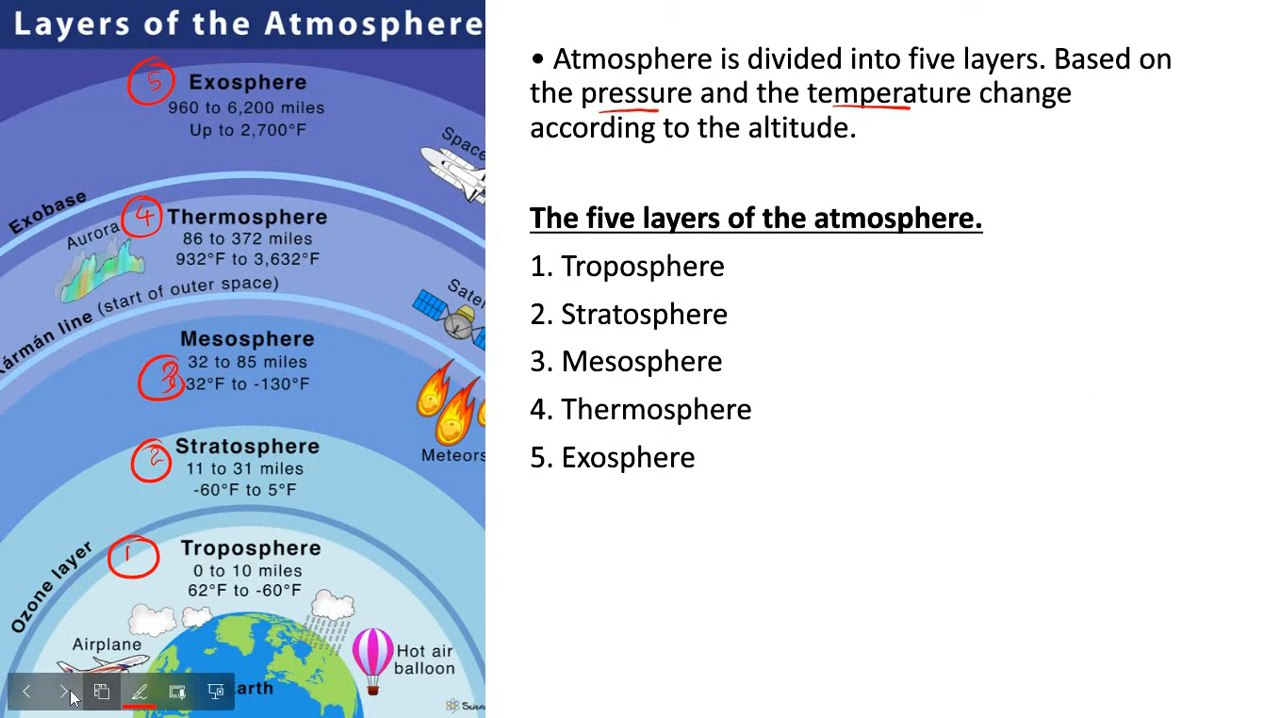 Layers of the Atmosphere
5
Exosphere
960 to 6,200 miles
Up to 2,700°F
Space
Exobase
4
Thermosphere
86 to 372 miles
932°F to 3,632°F
Aurora
(start of outer space)
Kármán line
Mesosphere
32 to 85 miles
3
32°F to -130°F
Meteors
2
Stratosphere
11 to 31 miles
-60°F to 5°F
Ozone layer
1
Troposphere
0 to 10 miles
62°F to -60°F
Airplane
Hot air
balloon
• Atmosphere is divided into five layers. Based on
the pressure and the temperature change
according to the altitude.
The five layers of the atmosphere.
1. Troposphere
2. Stratosphere
3. Mesosphere
4. Thermosphere
5. Exosphere